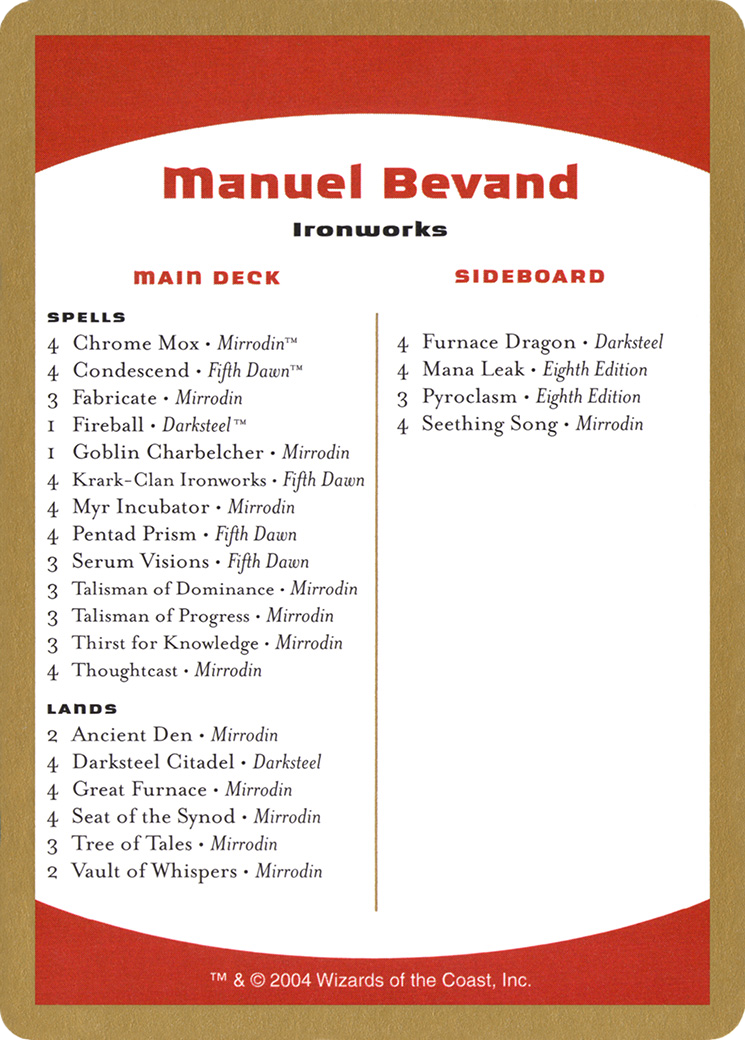 Manuel Bevand
Ironworks
MAIN DECK
SPELLS
4 Chrome Mox • Mirrodin™
4 Condescend • Fifth Dawn™
3 Fabricate • Mirrodin
1 Fireball • Darksteel™
1 Goblin Charbelcher • Mirrodin
4 Krark-Clan Ironworks • Fifth Dawn
4 Myr Incubator • Mirrodin
4 Pentad Prism • Fifth Dawn
3 Serum Visions • Fifth Dawn
3 Talisman of Dominance • Mirrodin
3 Talisman of Progress • Mirrodin
3 Thirst for Knowledge • Mirrodin
4 Thoughtcast • Mirrodin
LANDS
2 Ancient Den • Mirrodin
4 Darksteel Citadel • Darksteel
4 Great Furnace • Mirrodin
4 Seat of the Synod • Mirrodin
3 Tree of Tales • Mirrodin
2 Vault of Whispers • Mirrodin
SIDEBOARD
4 Furnace Dragon • Darksteel
4 Mana Leak • Eighth Edition
3 Pyroclasm • Eighth Edition
4 Seething Song • Mirrodin
™ & © 2004 Wizards of the Coast, Inc.